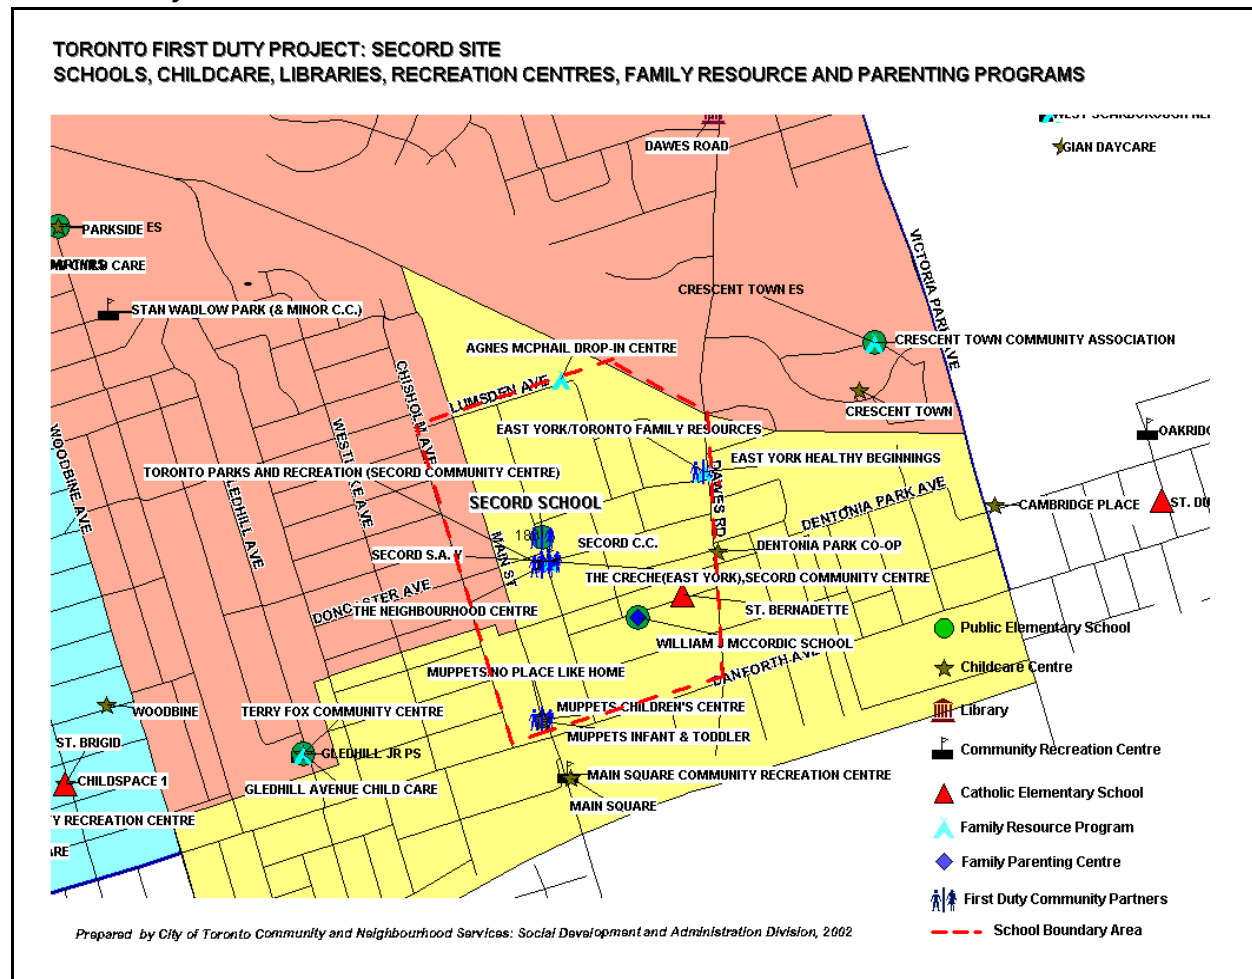 TORONTO FIRST DUTY PROJECT: SECORD SITE
SCHOOLS, CHILDCARE, LIBRARIES, RECREATION CENTRES, FAMILY RESOURCE AND PARENTING PROGRAMS
DAWES ROAD
GIAN DAYCARE
PARKSIDE ES
CHILD CARE
STAN WADLOW PARK (& MINOR C.C.)
VICTORIA PARK AVE
CRESCENT TOWN ES
CRESCENT TOWN COMMUNITY ASSOCIATION
AGNES MCPHAIL DROP-IN CENTRE
LUMSDEN AVE
CHISHOLM AVE
CRESCENT TOWN
EAST YORK/TORONTO FAMILY RESOURCES
EAST YORK HEALTHY BEGINNINGS
WOODBINE AVE
TORONTO PARKS AND RECREATION (SECORD COMMUNITY CENTRE)
DAWES RD
DENTONIA PARK AVE
SECORD SCHOOL
CAMBRIDGE PLACE
ST. DU
SECORD S.A.
MAIN ST
SECORD C.C.
DENTONIA PARK CO-OP
DONCASTER AVE
THE CRECHE(EAST YORK),SECORD COMMUNITY CENTRE
THE NEIGHBOURHOOD CENTRE
ST. BERNADETTE
WILLIAM J MCCORDIC SCHOOL
DANFORTH AVE
MUPPETS NO PLACE LIKE HOME
WOODBINE
TERRY FOX COMMUNITY CENTRE
MUPPETS CHILDREN'S CENTRE
MUPPETS INFANT & TODDLER
ST. BRIGID
GLEDHILL JR PS
CHILDSPACE 1
GLEDHILL AVENUE CHILD CARE
MAIN SQUARE COMMUNITY RECREATION CENTRE
MAIN SQUARE
RECREATION CENTRE
Public Elementary School
Childcare Centre
Library
Community Recreation Centre
Catholic Elementary School
Family Resource Program
Family Parenting Centre
First Duty Community Partners
School Boundary Area
Prepared by City of Toronto Community and Neighbourhood Services: Social Development and Administration Division, 2002